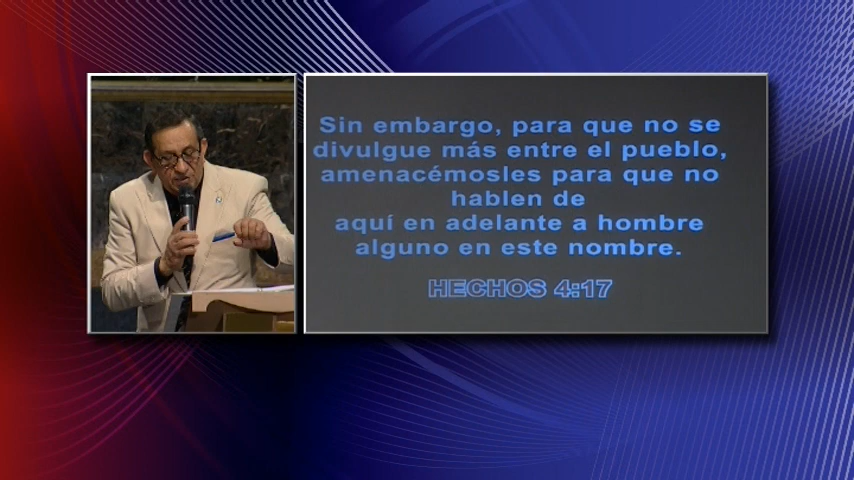 Sin embargo, para que no se
divulgue más entre el pueblo,
amenacémosles para que no
hablen de
aquí en adelante a hombre
alguno en este nombre.
HECHOS 4:17